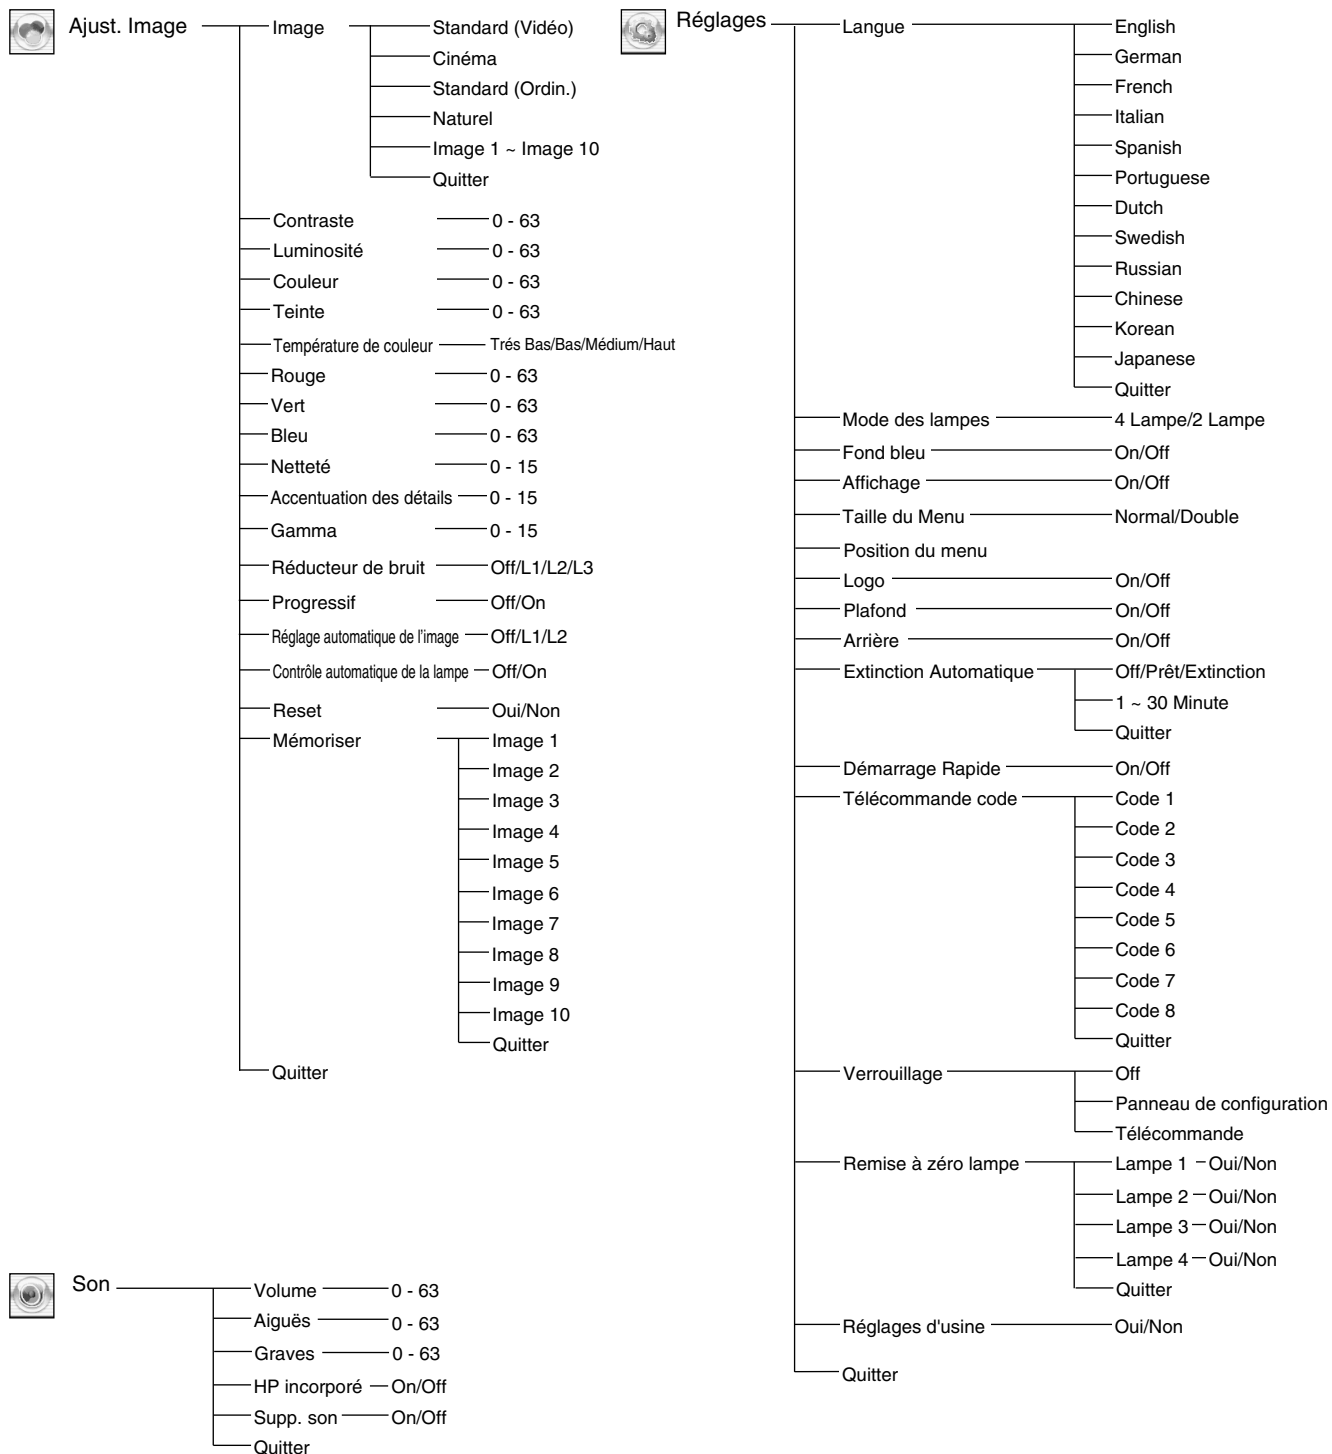 Ajust. Image
Image
Standard (Vidéo)
Cinéma
Standard (Ordin.)
Naturel
Image 1 ~ Image 10
Quitter
Contraste 0 - 63
Luminosité 0 - 63
Couleur 0 - 63
Teinte 0 - 63
Température de couleur Trés Bas/Bas/Médium/Haut
Rouge 0 - 63
Vert 0 - 63
Bleu 0 - 63
Netteté 0 - 15
Accentuation des détails 0 - 15
Gamma 0 - 15
Réducteur de bruit Off/L1/L2/L3
Progressif Off/On
Réglage automatique de l'image Off/L1/L2
Contrôle automatique de la lampe Off/On
Reset Oui/Non
Mémoriser Image 1
Image 2
Image 3
Image 4
Image 5
Image 6
Image 7
Image 8
Image 9
Image 10
Quitter
Quitter
Son
Volume 0 - 63
Aiguës 0 - 63
Graves 0 - 63
HP incorporé On/Off
Supp. son On/Off
Quitter
Réglages
Langue English
German
French
Italian
Spanish
Portuguese
Dutch
Swedish
Russian
Chinese
Korean
Japanese
Quitter
Mode des lampes 4 Lampe/2 Lampe
Fond bleu On/Off
Affichage On/Off
Taille du Menu Normal/Double
Position du menu
Logo On/Off
Plafond On/Off
Arrière On/Off
Extinction Automatique Off/Prêt/Extinction
1 ~ 30 Minute
Quitter
Démarrage Rapide On/Off
Télécommande code Code 1
Code 2
Code 3
Code 4
Code 5
Code 6
Code 7
Code 8
Quitter
Verrouillage Off
Panneau de configuration
Télécommande
Remise à zéro lampe Lampe 1 Oui/Non
Lampe 2 Oui/Non
Lampe 3 Oui/Non
Lampe 4 Oui/Non
Quitter
Réglages d'usine Oui/Non
Quitter